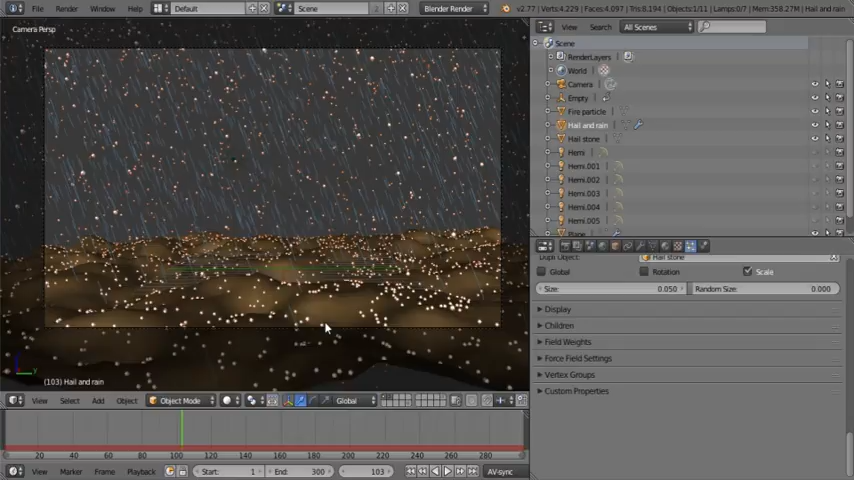 File Render Window Help Default Scene 2 Blender Render v2.77 | Verts:4,229 | Faces:4,097 | Tris:8,194 | Objects:1/11 | Lamps:0/7 | Mem:358.27M | Hail and rain
Camera Persp
View Search All Scenes
Scene
RenderLayers
World
Camera
Empty
Fire particle
Hail and rain
Hail stone
Hemi
Hemi.001
Hemi.002
Hemi.003
Hemi.004
Hemi.005
Plane
Dupli Object: Hail stone
Global Rotation Scale
Size: 0.050 Random Size: 0.000
Display
Children
Field Weights
Force Field Settings
Vertex Groups
Custom Properties
z
y
(103) Hail and rain
View Select Add Object Object Mode Global
20 40 60 80 100 120 140 160 180 200 220 240 260 280
View Marker Frame Playback Start: 1 End: 300 103 AV-sync